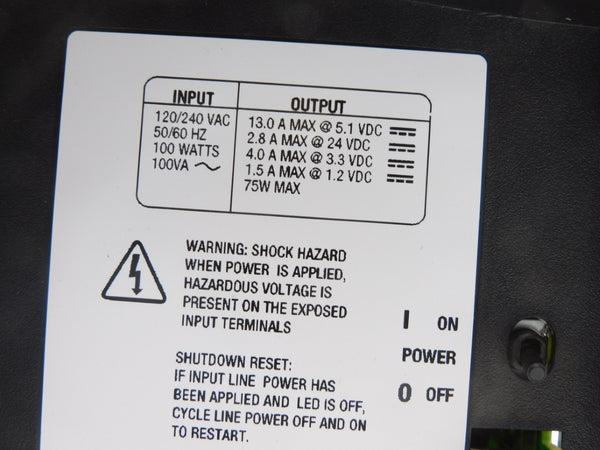 INPUT
120/240 VAC
50/60 HZ
100 WATTS
100VA
OUTPUT
13.0 A MAX @ 5.1 VDC
2.8 A MAX @ 24 VDC
4.0 A MAX @ 3.3 VDC
1.5 A MAX @ 1.2 VDC
75W MAX
WARNING: SHOCK HAZARD
WHEN POWER IS APPLIED,
HAZARDOUS VOLTAGE IS
PRESENT ON THE EXPOSED
INPUT TERMINALS
SHUTDOWN RESET:
IF INPUT LINE POWER HAS
BEEN APPLIED AND LED IS OFF,
CYCLE LINE POWER OFF AND ON
TO RESTART.
I ON
POWER
0 OFF